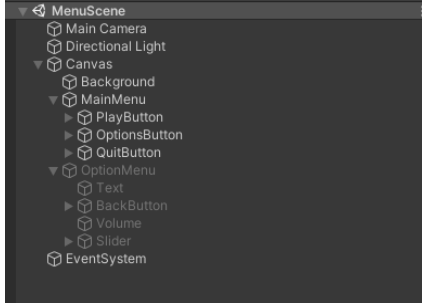 MenuScene
Main Camera
Directional Light
Canvas
Background
MainMenu
PlayButton
OptionsButton
QuitButton
OptionMenu
Text
BackButton
Volume
Slider
EventSystem